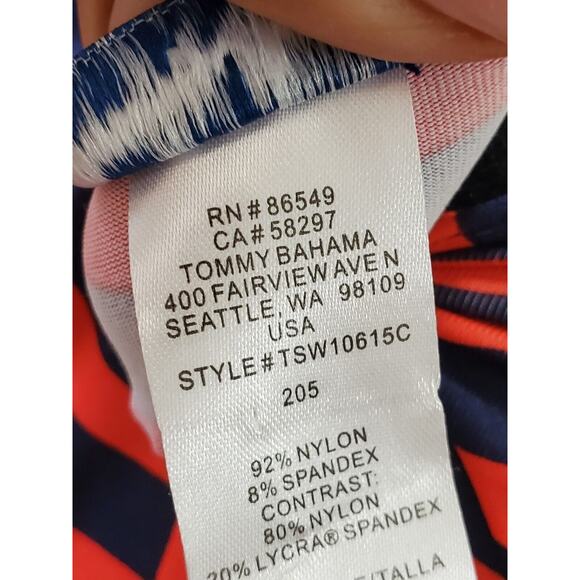 RN # 86549
CA # 58297
TOMMY BAHAMA
400 FAIRVIEW AVE N
SEATTLE, WA 98109
USA
STYLE# TSW10615C
205
92% NYLON
8% SPANDEX
CONTRAST:
80% NYLON
20% LYCRA® SPANDEX
/TALLA